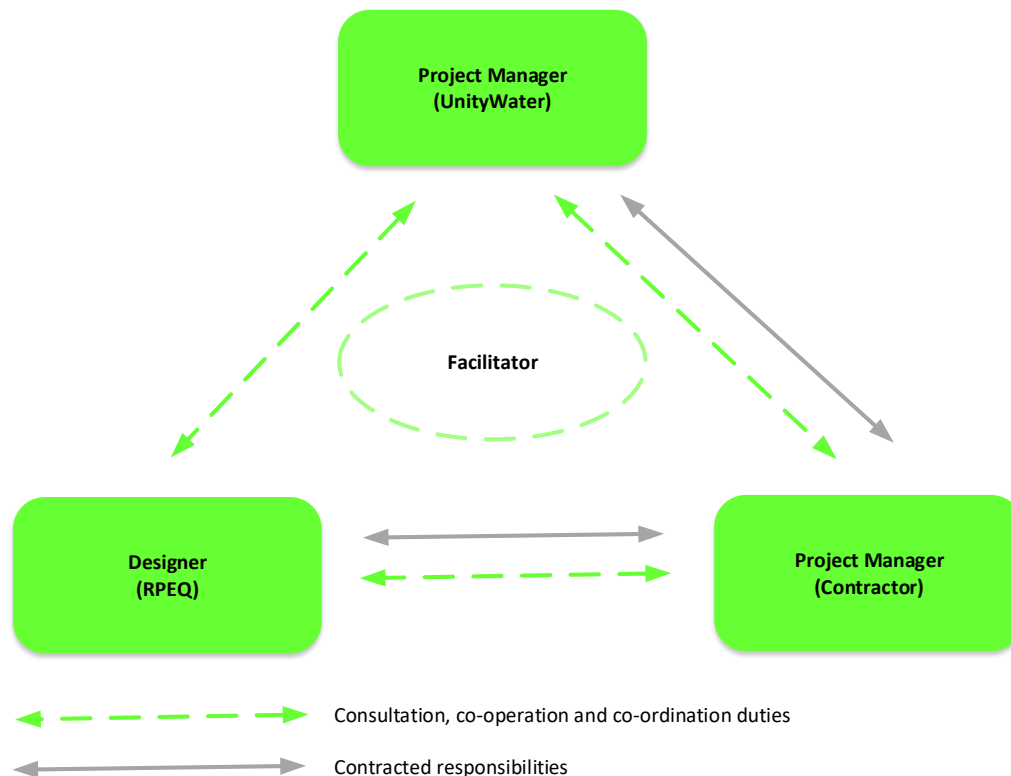 Project Manager
(UnityWater)
Facilitator
Designer
(RPEQ)
Project Manager
(Contractor)
Consultation, co-operation and co-ordination duties
Contracted responsibilities